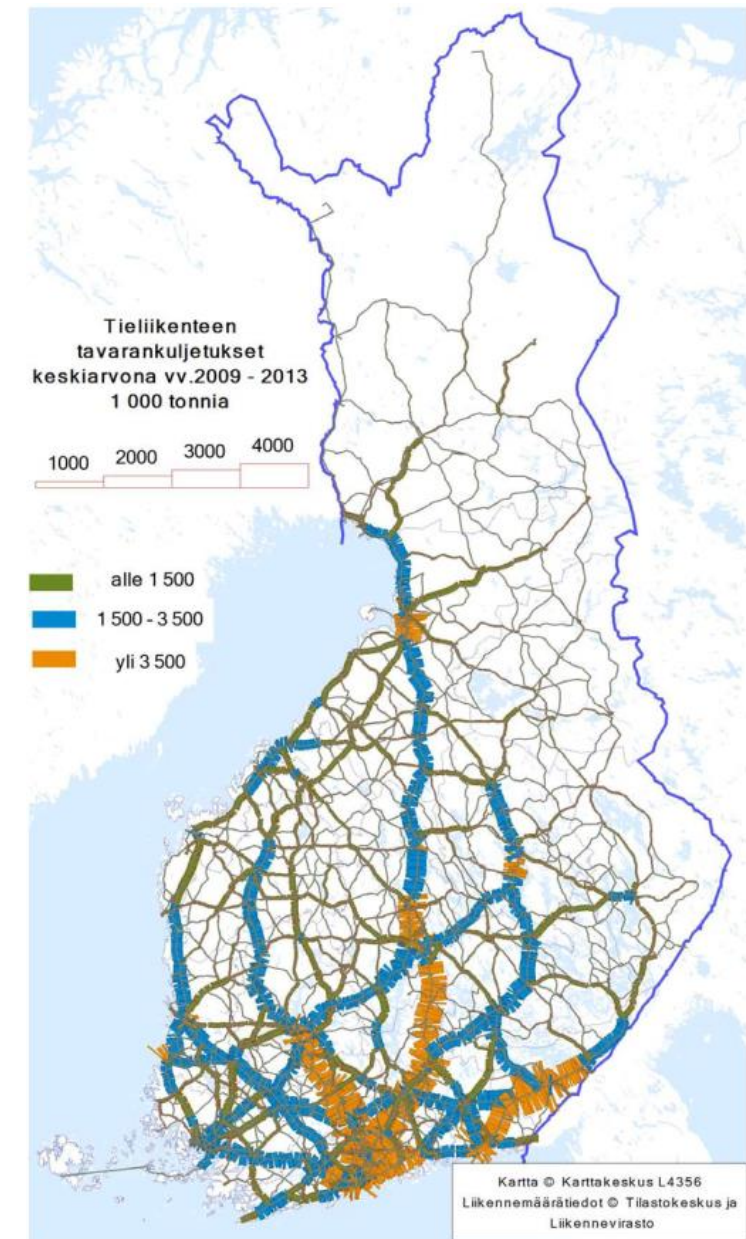 Tieliikenteen
tavarankuljetukset
keskiarvona vv.2009 - 2013
1 000 tonnia
1000 2000 3000 4000
alle 1 500
1 500 - 3 500
yli 3 500
Kartta © Karttakeskus L4356
Liikennemäärätiedot © Tilastokeskus ja
Liikennevirasto